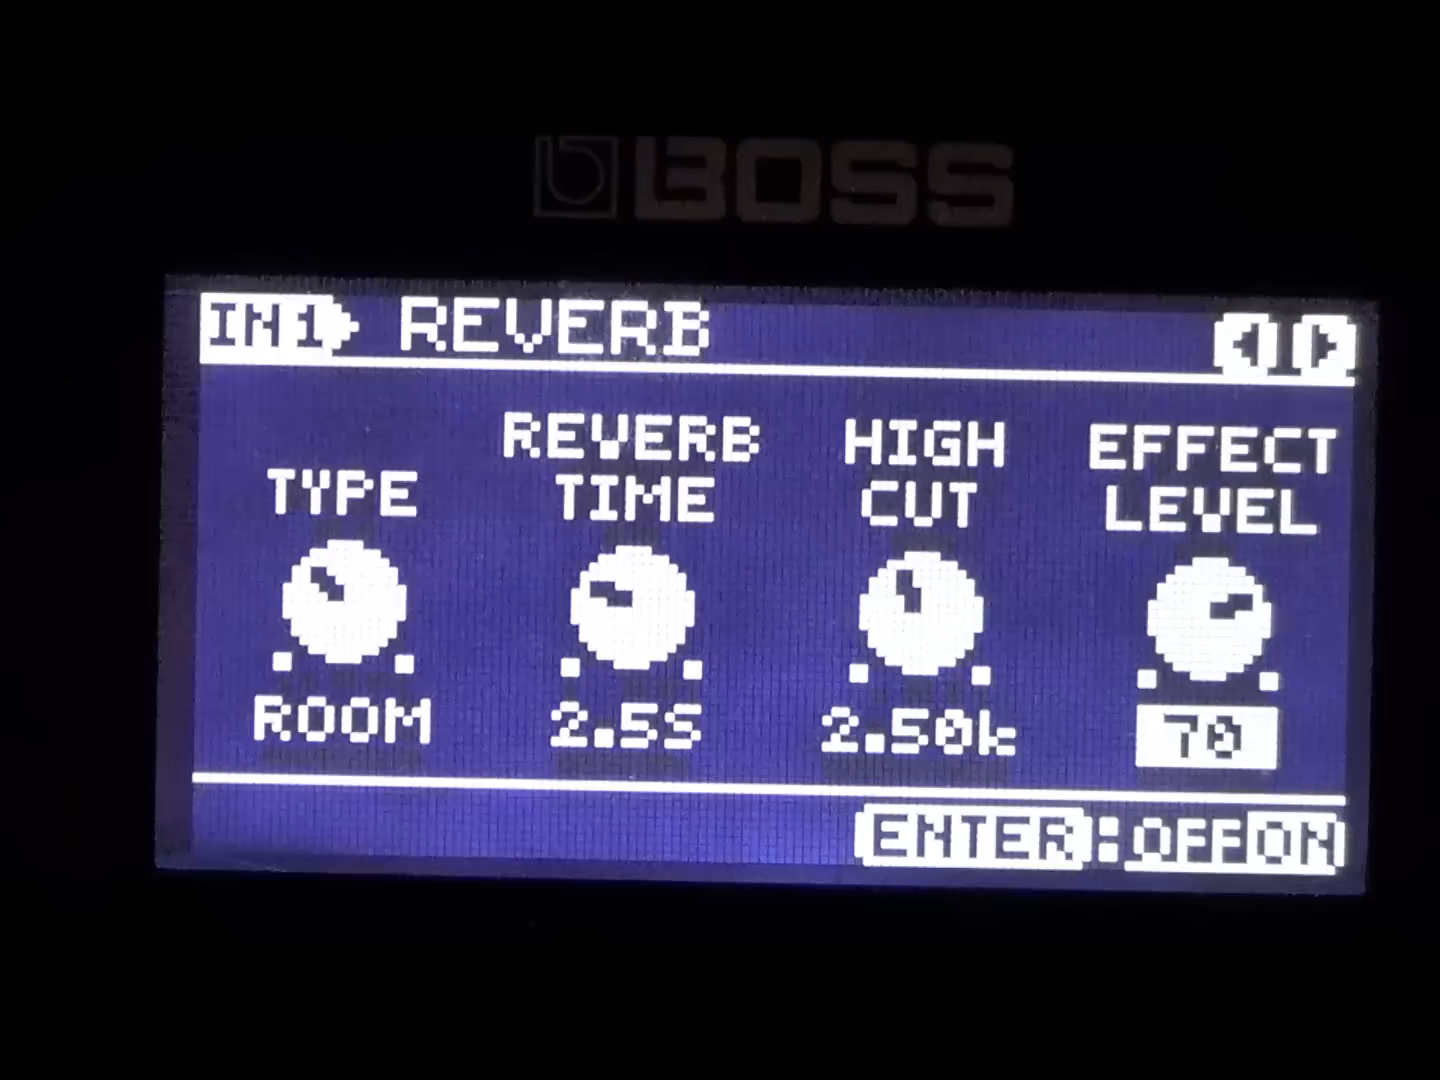 BOSS
IN1 REVERB
TYPE
REVERB
TIME
HIGH
CUT
EFFECT
LEVEL
ROOM
2.5S
2.50k
70
ENTER:OFF ON